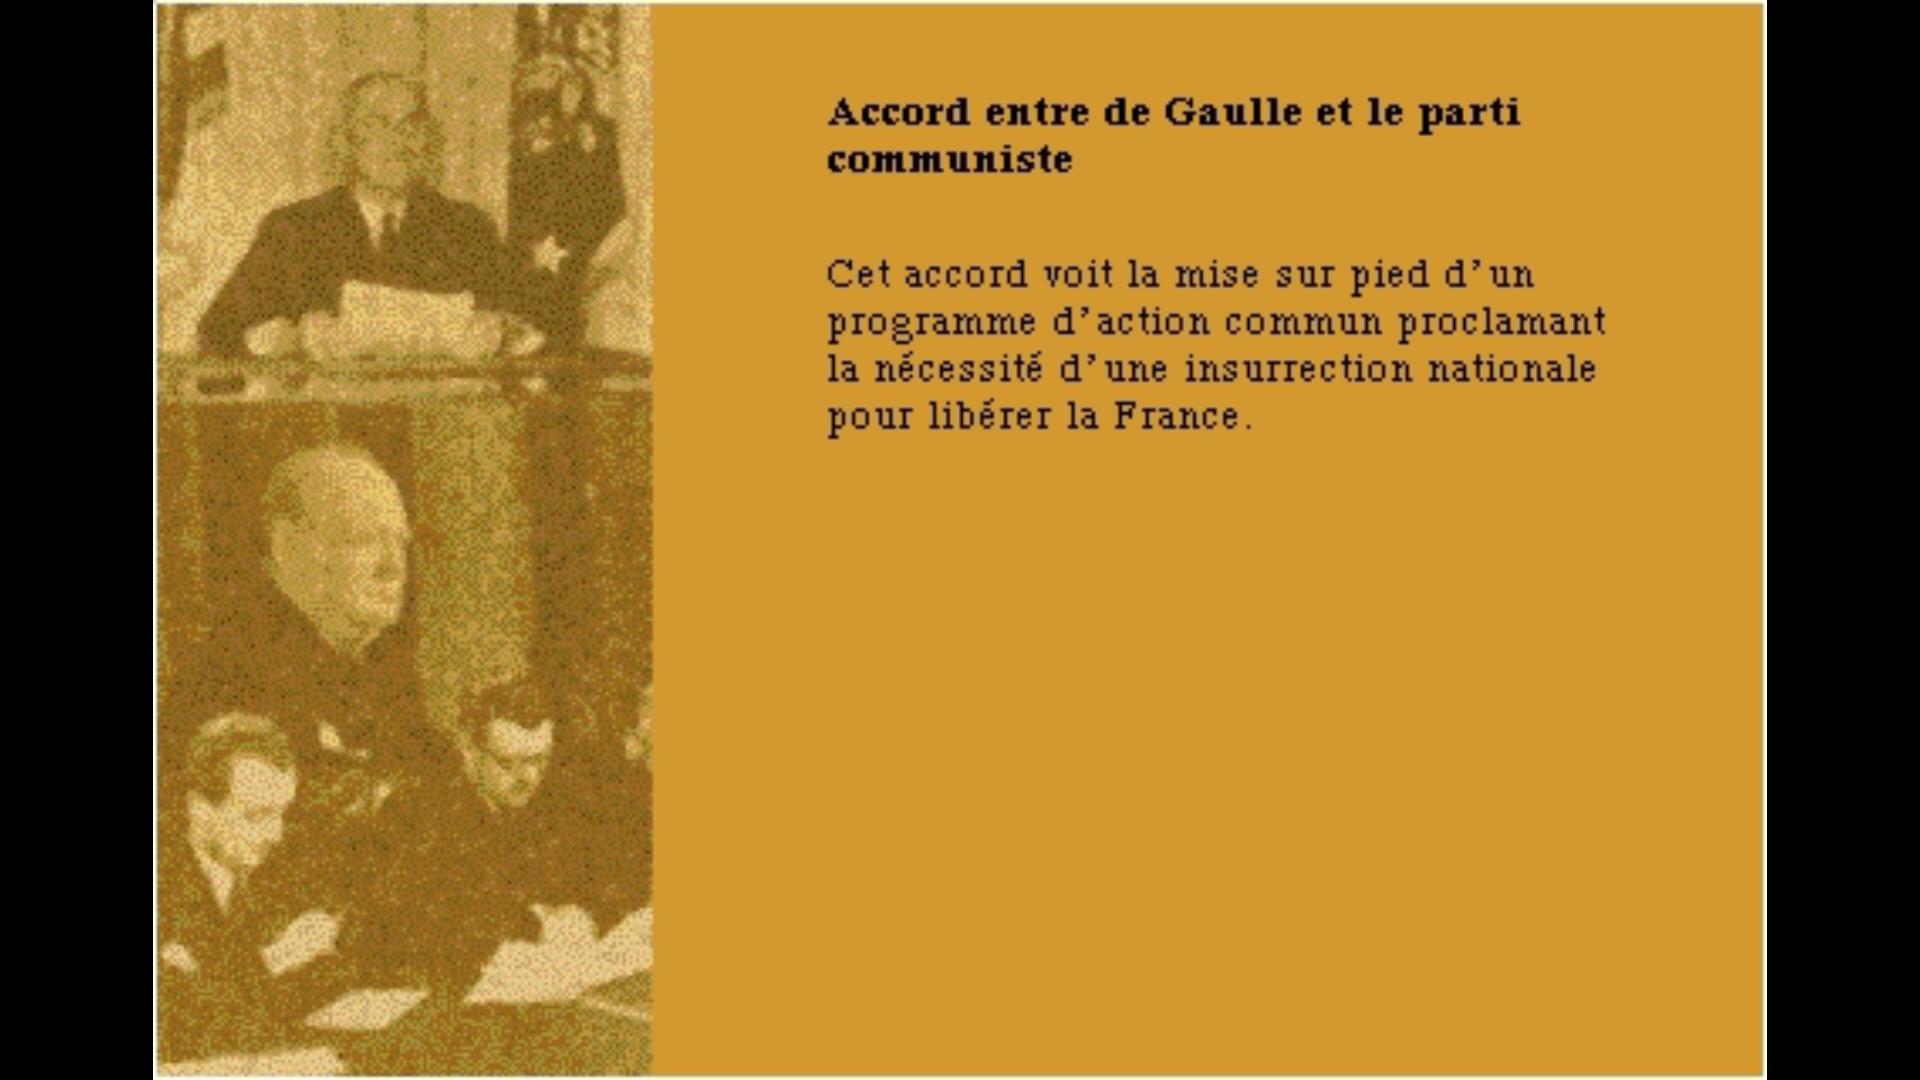 Accord entre de Gaulle et le parti
communiste
Cet accord voit la mise sur pied d’un
programme d’action commun proclamant
la nécessité d’une insurrection nationale
pour libérer la France.